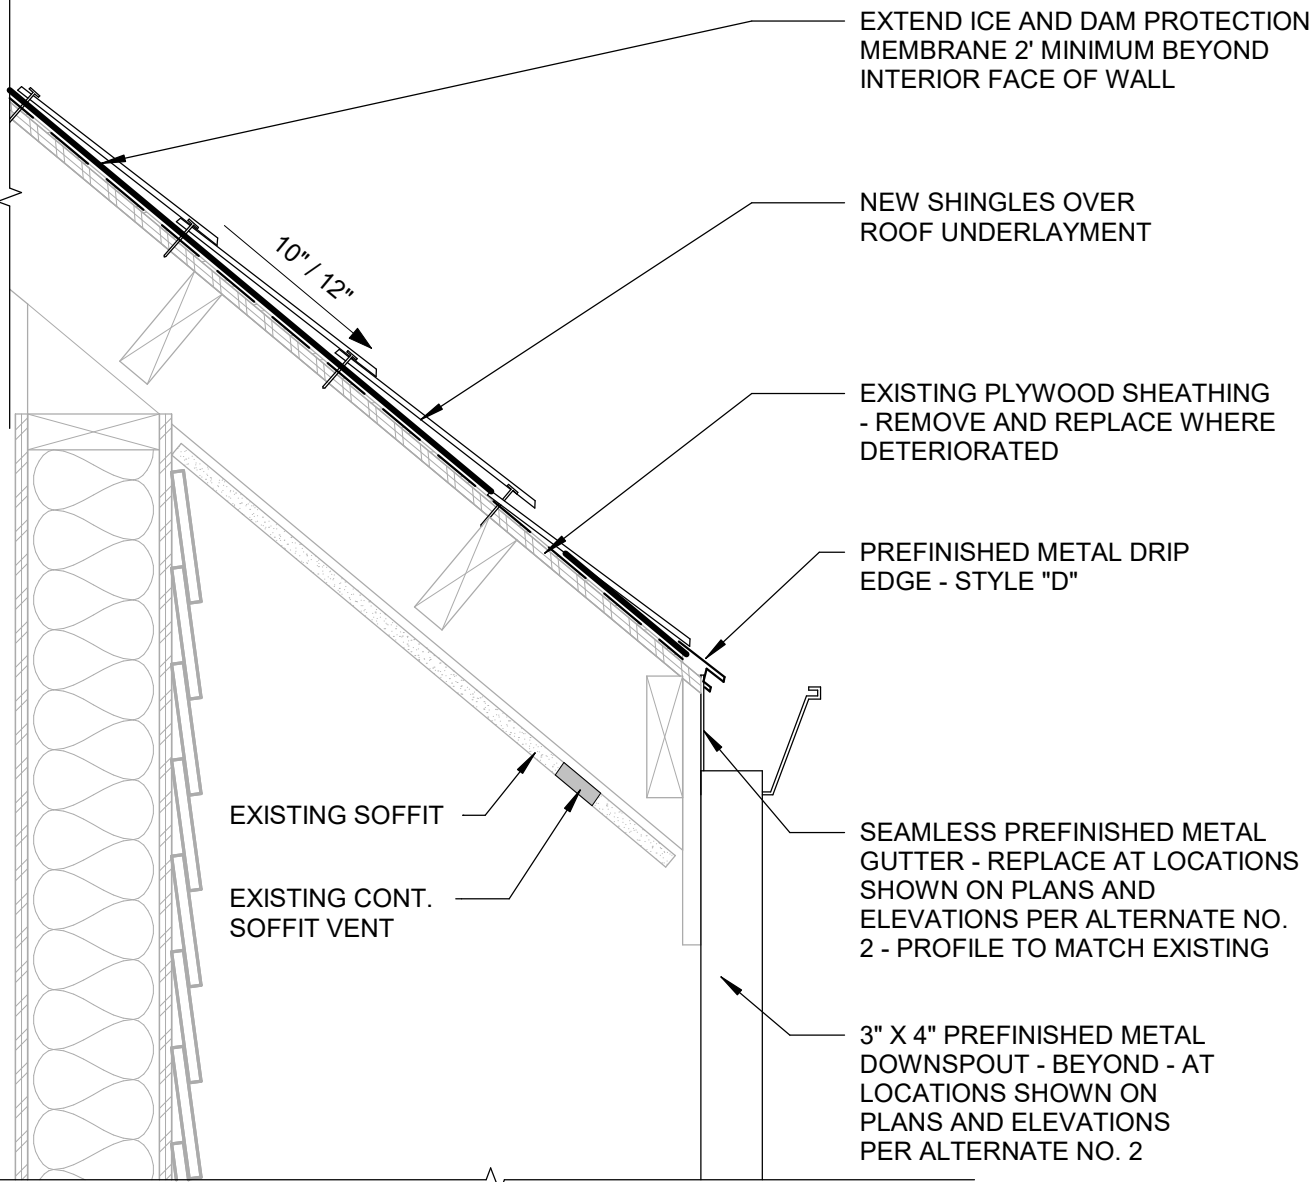 EXTEND ICE AND DAM PROTECTION
MEMBRANE 2' MINIMUM BEYOND
INTERIOR FACE OF WALL
NEW SHINGLES OVER
ROOF UNDERLAYMENT
10" / 12"
EXISTING PLYWOOD SHEATHING
- REMOVE AND REPLACE WHERE
DETERIORATED
PREFINISHED METAL DRIP
EDGE - STYLE "D"
EXISTING SOFFIT
EXISTING CONT.
SOFFIT VENT
SEAMLESS PREFINISHED METAL
GUTTER - REPLACE AT LOCATIONS
SHOWN ON PLANS AND
ELEVATIONS PER ALTERNATE NO.
2 - PROFILE TO MATCH EXISTING
3" X 4" PREFINISHED METAL
DOWNSPOUT - BEYOND - AT
LOCATIONS SHOWN ON
PLANS AND ELEVATIONS
PER ALTERNATE NO. 2